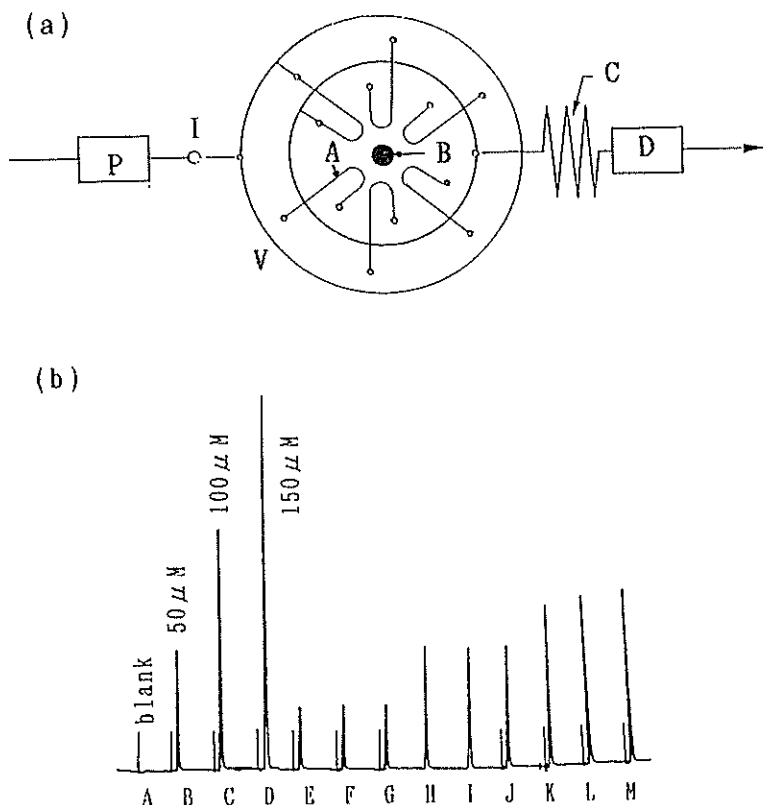 (a)
C
I
P
A
B
D
V
(b)
blank
50μM
100μM
150μM
A B C D E F G H I J K L M